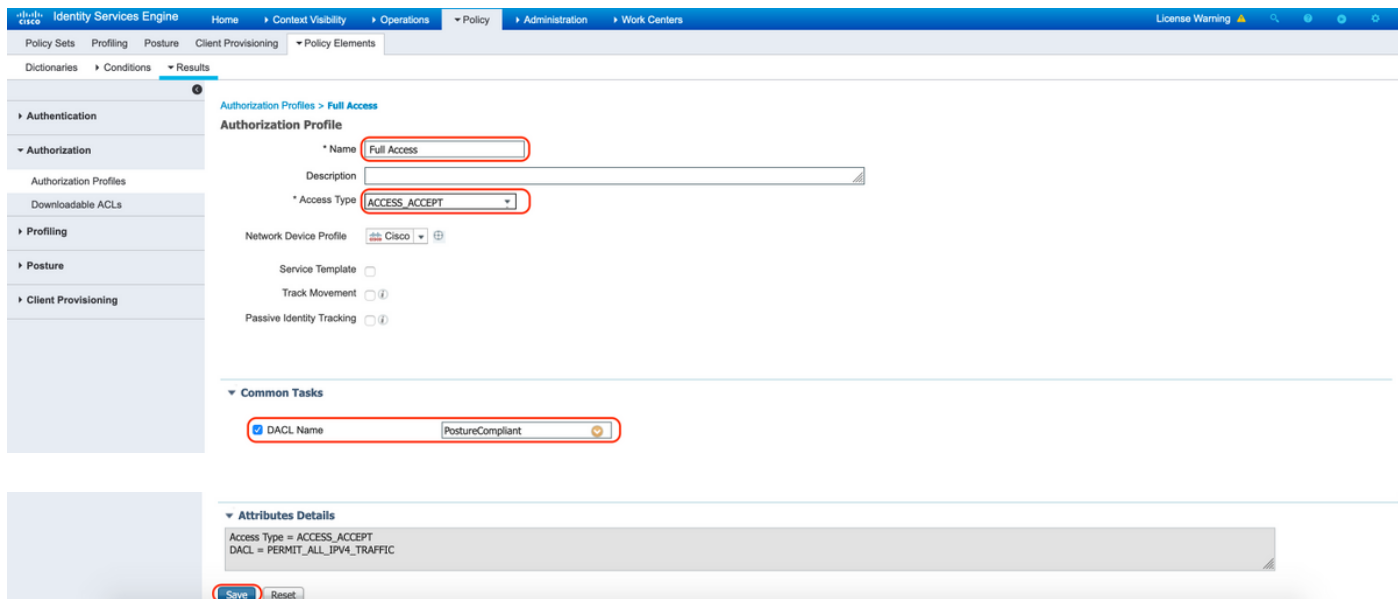 cisco Identity Services Engine Home Context Visibility Operations Policy Administration Work Centers License Warning
Policy Sets Profiling Posture Client Provisioning Policy Elements
Dictionaries Conditions Results
Authentication
Authorization
Authorization Profiles
Downloadable ACLs
Profiling
Posture
Client Provisioning
Authorization Profiles > Full Access
Authorization Profile
* Name Full Access
Description
* Access Type ACCESS_ACCEPT
Network Device Profile Cisco
Service Template
Track Movement
Passive Identity Tracking
Common Tasks
DACL Name PostureCompliant
Attributes Details
Access Type = ACCESS_ACCEPT
DACL = PERMIT_ALL_IPV4_TRAFFIC
Save Reset